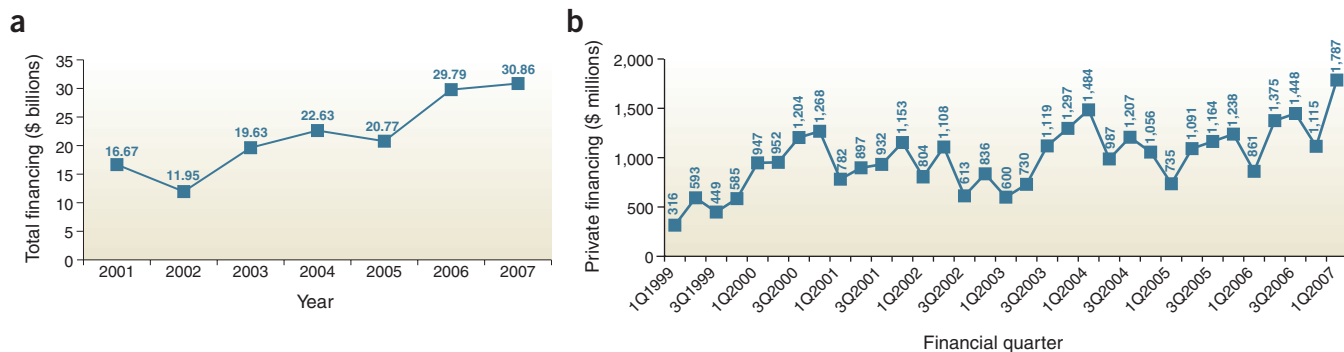 a
Total financing ($ billions)
35
30
25
20
15
10
5
0
16.67
11.95
19.63
22.63
20.77
29.79
30.86
2001 2002 2003 2004 2005 2006 2007
Year
b
Private financing ($ millions)
2,000
1,500
1,000
500
0
316
593
449
585
947
952
1,204
1,268
782
897
932
1,153
804
1,108
613
836
600
730
1,119
1,297
1,484
987
1,207
1,056
735
1,091
1,164
1,238
861
1,375
1,448
1,115
1,787
1Q1999
3Q1999
1Q2000
3Q2000
1Q2001
3Q2001
1Q2002
3Q2002
1Q2003
3Q2003
1Q2004
3Q2004
1Q2005
3Q2005
1Q2006
3Q2006
1Q2007
Financial quarter